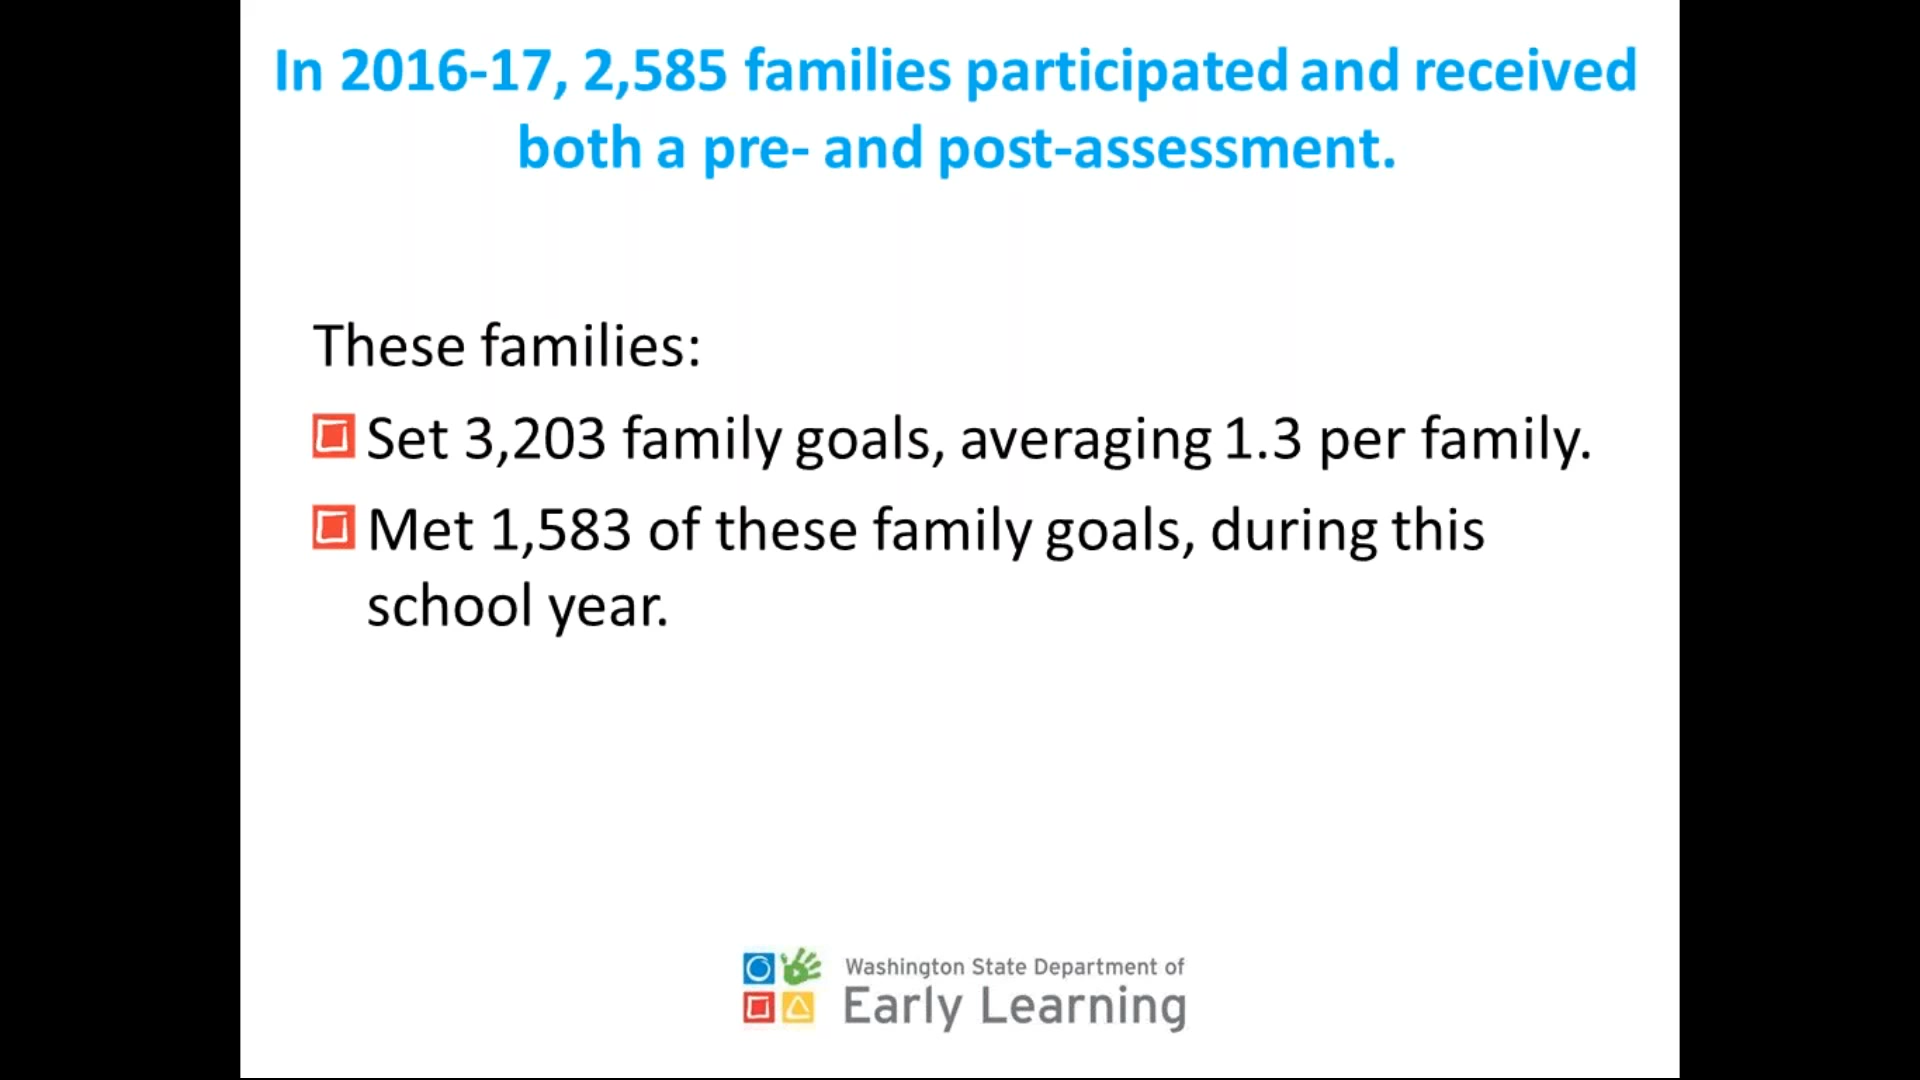 In 2016-17, 2,585 families participated and received
both a pre- and post-assessment.
These families:
Set 3,203 family goals, averaging 1.3 per family.
Met 1,583 of these family goals, during this
school year.
Washington State Department of
Early Learning